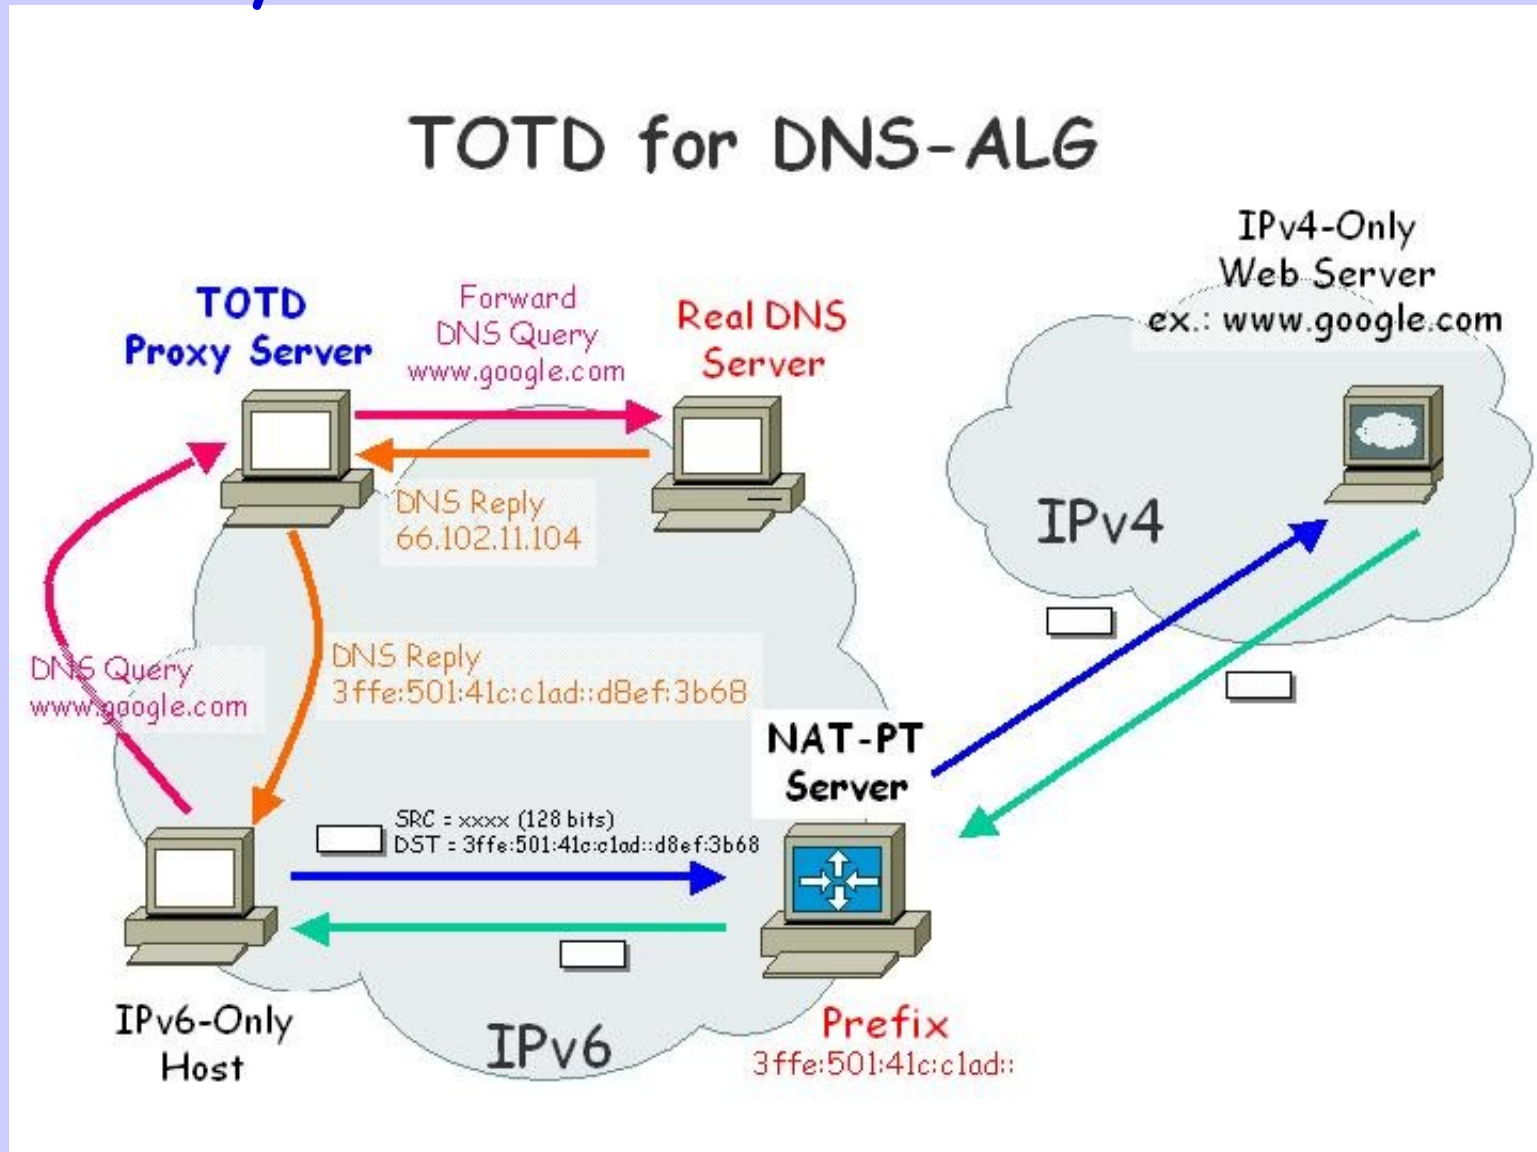 TOTD for DNS-ALG
IPv4-Only
Web Server
ex.: www.google.com
TOTD
Proxy Server
Forward
DNS Query
www.google.com
Real DNS
Server
DNS Reply
66.102.11.104
IPv4
DNS Query
www.google.com
DNS Reply
3ffe:501:41c:c1ad::d8ef:3b68
NAT-PT
Server
SRC = xxxx (128 bits)
DST = 3ffe:501:41c:c1ad::d8ef:3b68
IPv6-Only
Host
IPv6
Prefix
3ffe:501:41c:c1ad::